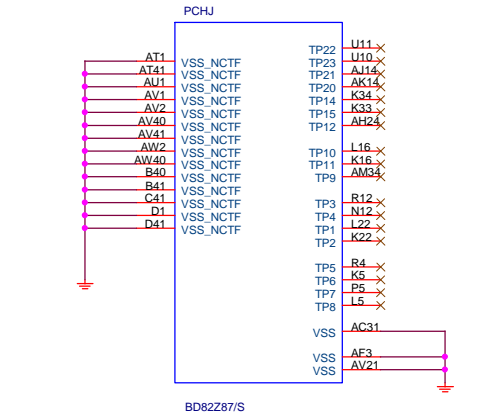 PCHJ
AT1 VSS_NCTF
AT41 VSS_NCTF
AU1 VSS_NCTF
AV1 VSS_NCTF
AV2 VSS_NCTF
AV40 VSS_NCTF
AV41 VSS_NCTF
AW2 VSS_NCTF
AW40 VSS_NCTF
B40 VSS_NCTF
B41 VSS_NCTF
C41 VSS_NCTF
D1 VSS_NCTF
D41 VSS_NCTF
TP22 U11
TP23 U10
TP21 AJ14
TP20 AK14
TP14 K34
TP15 K33
TP12 AH24
TP10 L16
TP11 K16
TP9 AM34
TP3 R12
TP4 N12
TP1 L22
TP2 K22
TP5 R4
TP6 K5
TP7 P5
TP8 L5
VSS AC31
VSS AF3
VSS AV21
BD82Z87/S